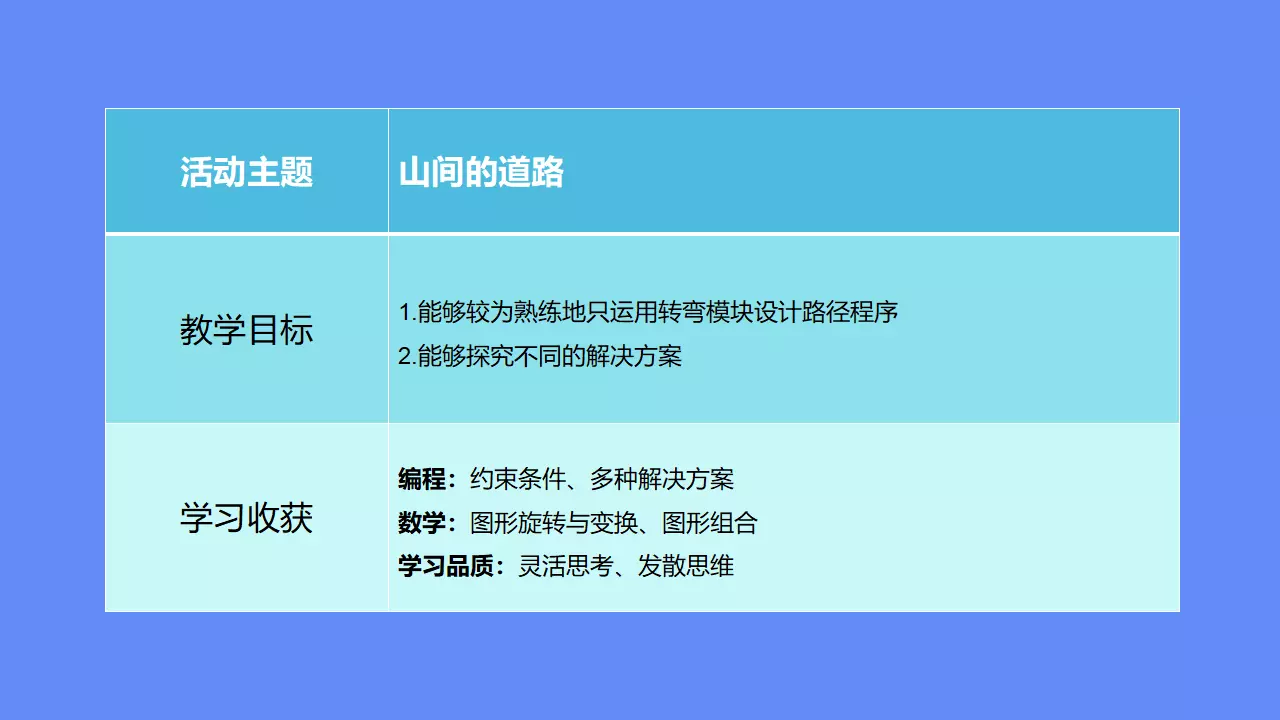 活动主题
山间的道路
教学目标
1.能够较为熟练地只运用转弯模块设计路径程序
2.能够探究不同的解决方案
学习收获
编程：约束条件、多种解决方案
数学：图形旋转与变换、图形组合
学习品质：灵活思考、发散思维